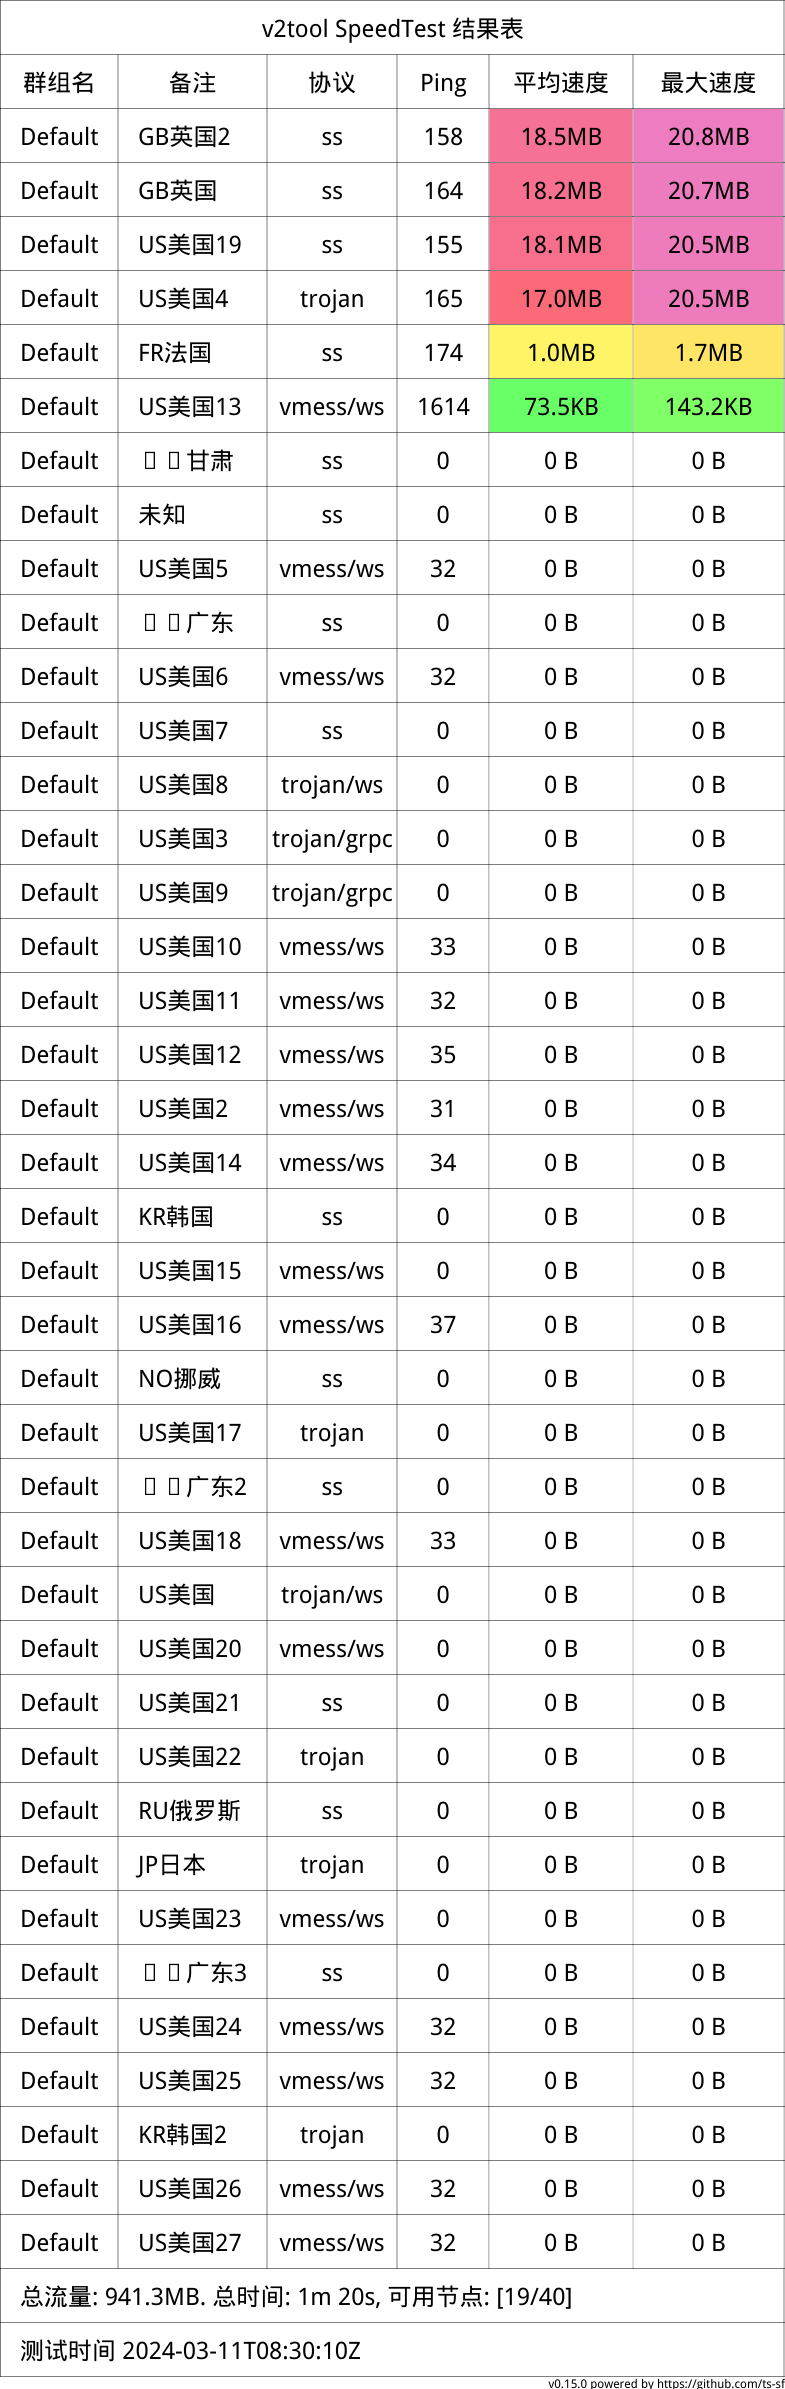 v2tool SpeedTest 结果表
群组名 备注 协议 Ping 平均速度 最大速度
Default GB英国2 ss 158 18.5MB 20.8MB
Default GB英国 ss 164 18.2MB 20.7MB
Default US美国19 ss 155 18.1MB 20.5MB
Default US美国4 trojan 165 17.0MB 20.5MB
Default FR法国 ss 174 1.0MB 1.7MB
Default US美国13 vmess/ws 1614 73.5KB 143.2KB
Default 甘肃 ss 0 0 B 0 B
Default 未知 ss 0 0 B 0 B
Default US美国5 vmess/ws 32 0 B 0 B
Default 广东 ss 0 0 B 0 B
Default US美国6 vmess/ws 32 0 B 0 B
Default US美国7 ss 0 0 B 0 B
Default US美国8 trojan/ws 0 0 B 0 B
Default US美国3 trojan/grpc 0 0 B 0 B
Default US美国9 trojan/grpc 0 0 B 0 B
Default US美国10 vmess/ws 33 0 B 0 B
Default US美国11 vmess/ws 32 0 B 0 B
Default US美国12 vmess/ws 35 0 B 0 B
Default US美国2 vmess/ws 31 0 B 0 B
Default US美国14 vmess/ws 34 0 B 0 B
Default KR韩国 ss 0 0 B 0 B
Default US美国15 vmess/ws 0 0 B 0 B
Default US美国16 vmess/ws 37 0 B 0 B
Default NO挪威 ss 0 0 B 0 B
Default US美国17 trojan 0 0 B 0 B
Default 广东2 ss 0 0 B 0 B
Default US美国18 vmess/ws 33 0 B 0 B
Default US美国 trojan/ws 0 0 B 0 B
Default US美国20 vmess/ws 0 0 B 0 B
Default US美国21 ss 0 0 B 0 B
Default US美国22 trojan 0 0 B 0 B
Default RU俄罗斯 ss 0 0 B 0 B
Default JP日本 trojan 0 0 B 0 B
Default US美国23 vmess/ws 0 0 B 0 B
Default 广东3 ss 0 0 B 0 B
Default US美国24 vmess/ws 32 0 B 0 B
Default US美国25 vmess/ws 32 0 B 0 B
Default KR韩国2 trojan 0 0 B 0 B
Default US美国26 vmess/ws 32 0 B 0 B
Default US美国27 vmess/ws 32 0 B 0 B
总流量: 941.3MB. 总时间: 1m 20s, 可用节点: [19/40]
测试时间 2024-03-11T08:30:10Z
v0.15.0 powered by https://github.com/ts-sf